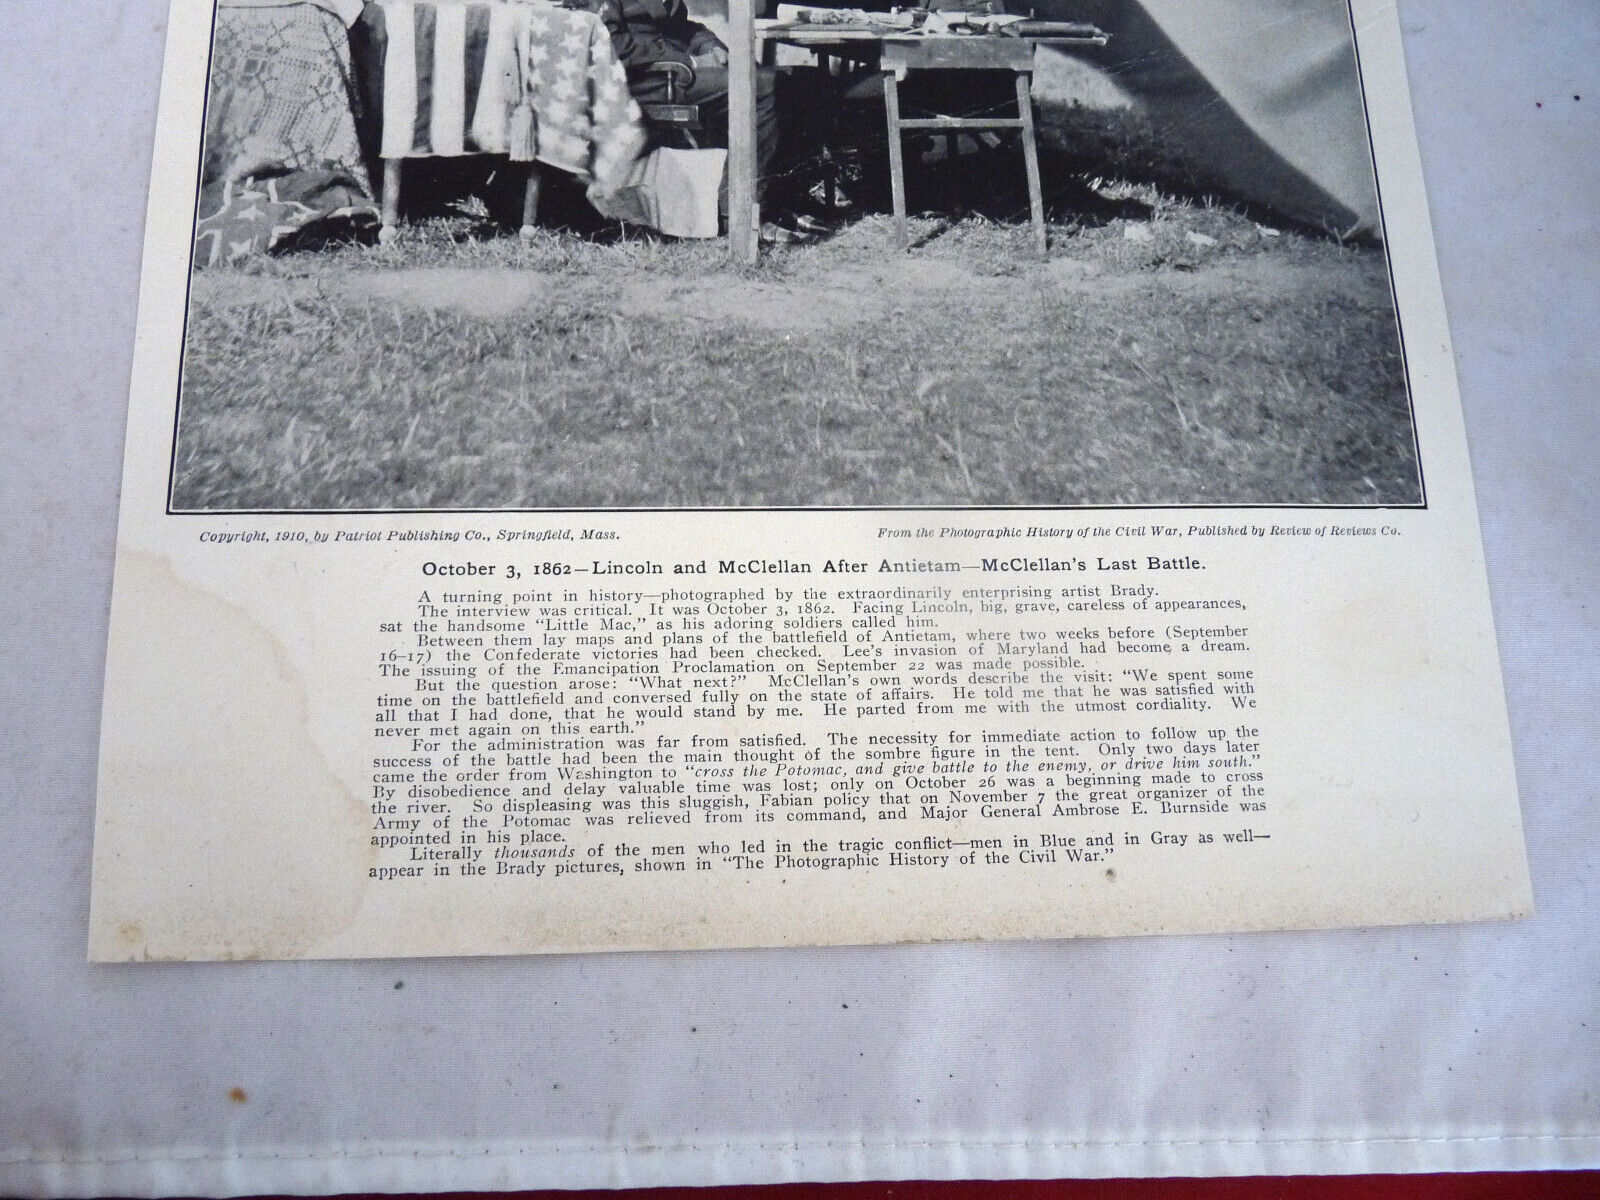 Copyright, 1910, by Patriot Publishing Co., Springfield, Mass.
From the Photographic History of the Civil War, Published by Review of Reviews Co.
October 3, 1862—Lincoln and McClellan After Antietam—McClellan's Last Battle.
A turning point in history—photographed by the extraordinarily enterprising artist Brady.
The interview was critical. It was October 3, 1862. Facing Lincoln, big, grave, careless of appearances,
sat the handsome "Little Mac," as his adoring soldiers called him.
Between them lay maps and plans of the battlefield of Antietam, where two weeks before (September
16-17) the Confederate victories had been checked. Lee's invasion of Maryland had become a dream.
The issuing of the Emancipation Proclamation on September 22 was made possible.
But the question arose: "What next?" McClellan's own words describe the visit: "We spent some
time on the battlefield and conversed fully on the state of affairs. He told me that he was satisfied with
all that I had done, that he would stand by me. He parted from me with the utmost cordiality. We
never met again on this earth."
For the administration was far from satisfied. The necessity for immediate action to follow up the
success of the battle had been the main thought of the sombre figure in the tent. Only two days later
came the order from Washington to "cross the Potomac, and give battle to the enemy, or drive him south."
By disobedience and delay valuable time was lost; only on October 26 was a beginning made to cross
the river. So displeasing was this sluggish, Fabian policy that on November 7 the great organizer of the
Army of the Potomac was relieved from its command, and Major General Ambrose E. Burnside was
appointed in his place.
Literally thousands of the men who led in the tragic conflict—men in Blue and in Gray as well—
appear in the Brady pictures, shown in "The Photographic History of the Civil War."